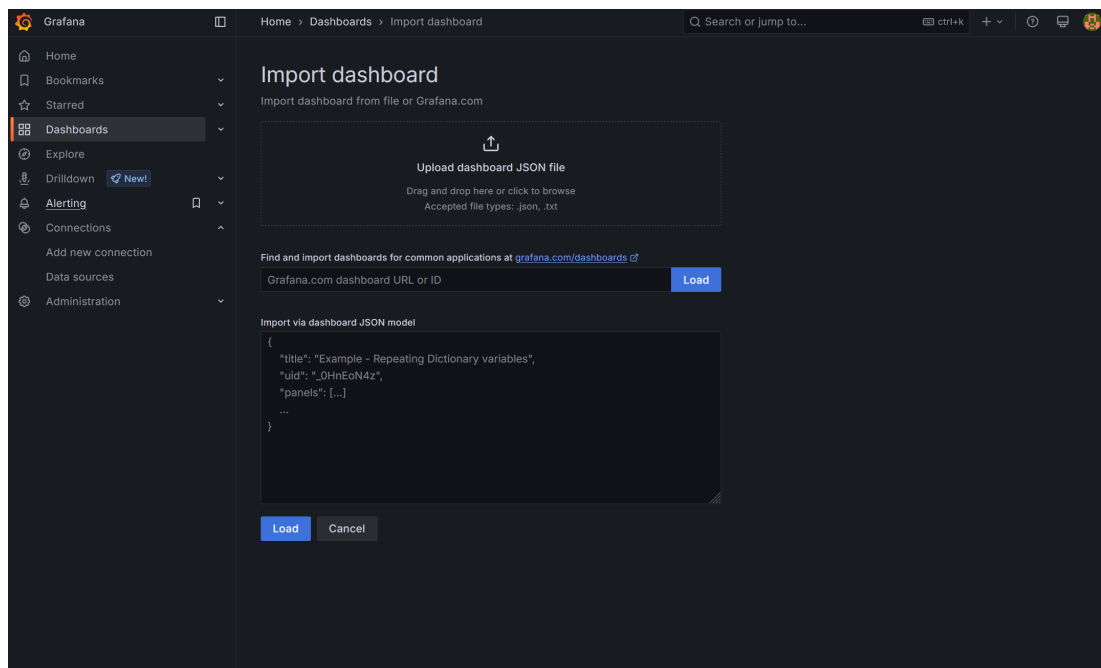 Grafana
Home › Dashboards › Import dashboard
Search or jump to...
ctrl+k
Home
Bookmarks
Starred
Dashboards
Explore
Drilldown
New!
Alerting
Connections
Add new connection
Data sources
Administration
Import dashboard
Import dashboard from file or Grafana.com
Upload dashboard JSON file
Drag and drop here or click to browse
Accepted file types: .json, .txt
Find and import dashboards for common applications at grafana.com/dashboards
Grafana.com dashboard URL or ID
Load
Import via dashboard JSON model
{
"title": "Example - Repeating Dictionary variables",
"uid": "_0HnEoN4z",
"panels": [...]
...
}
Load
Cancel